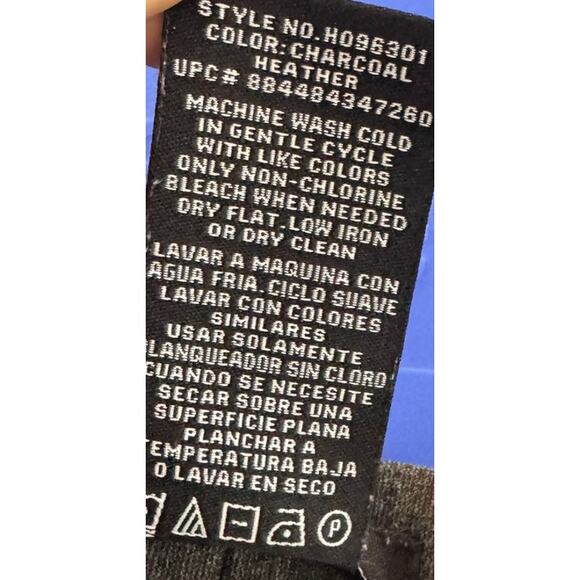 STYLE NO. H096301
COLOR: CHARCOAL
HEATHER
UPC# 884484347260
MACHINE WASH COLD
IN GENTLE CYCLE
WITH LIKE COLORS
ONLY NON-CHLORINE
BLEACH WHEN NEEDED
DRY FLAT, LOW IRON
OR DRY CLEAN
LAVAR A MAQUINA CON
AGUA FRIA. CICLO SUAVE
LAVAR CON COLORES
SIMILARES
USAR SOLAMENTE
BLANQUEADOR SIN CLORO
CUANDO SE NECESITE
SECAR SOBRE UNA
SUPERFICIE PLANA
PLANCHAR A
TEMPERATURA BAJA
O LAVAR EN SECO
P